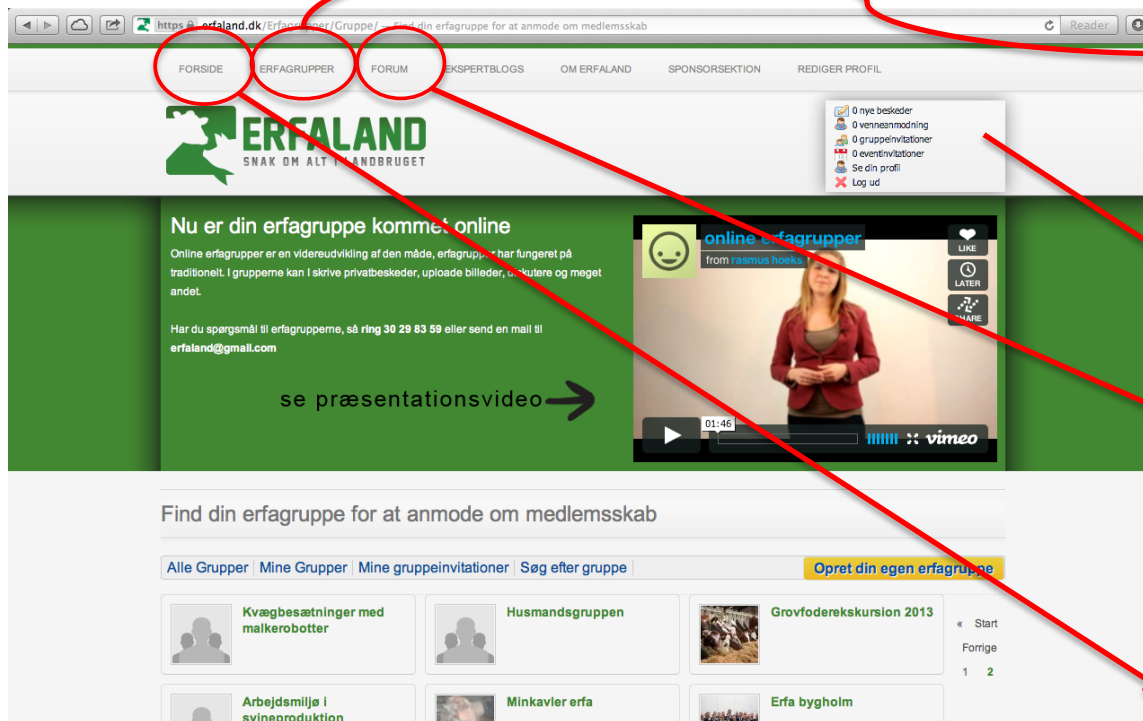 https erfaland.dk/Erfagrupper/Gruppe/ — Find din erfagruppe for at anmode om medlemsskab
Reader
FORSIDE ERFAGRUPPER FORUM EKSPERTBLOGS OM ERFALAND SPONSORSEKTION REDIGER PROFIL
0 nye beskeder
0 venneanmodning
0 gruppeinvitationer
0 eventinvitationer
Se din profil
Log ud
ERFALAND
SNAK OM ALT I LANDBRUGET
Nu er din erfagruppe kommet online
Online erfagrupper er en videreudvikling af den måde, erfagrupper har fungeret på
traditionelt. I grupperne kan I skrive privatbeskeder, uploade billeder, diskutere og meget
andet.
Har du spørgsmål til erfagrupperne, så ring 30 29 83 59 eller send en mail til
erfaland@gmail.com
se præsentationsvideo
online erfagrupper
from rasmus hoeks
LIKE
LATER
SHARE
01:46
vimeo
Find din erfagruppe for at anmode om medlemsskab
Alle Grupper Mine Grupper Mine gruppeinvitationer Søg efter gruppe
Opret din egen erfagruppe
Kvægbesætninger med
malkerobotter
Husmandsgruppen
Grovfoderekskursion 2013
« Start
Forrige
1 2
Arbejdsmiljø i
svineproduktion
Minkavler erfa
Erfa bygholm